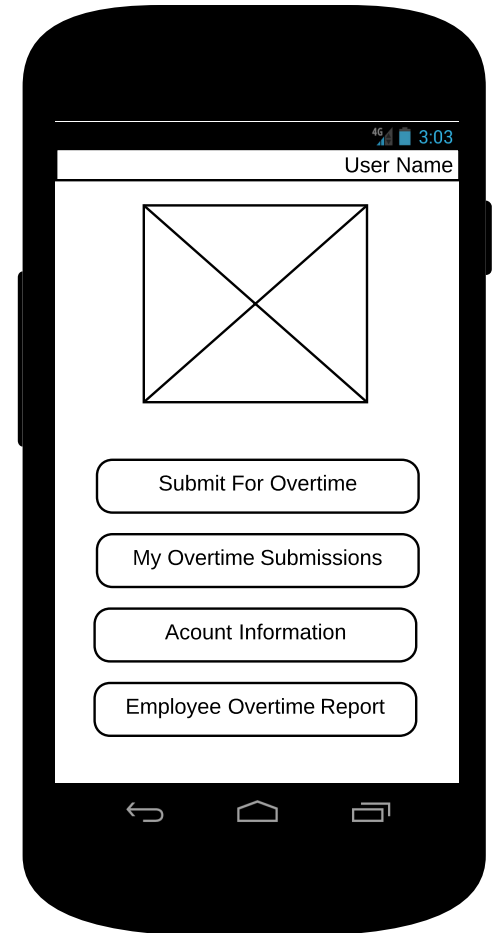 4G 3:03
User Name
Submit For Overtime
My Overtime Submissions
Acount Information
Employee Overtime Report